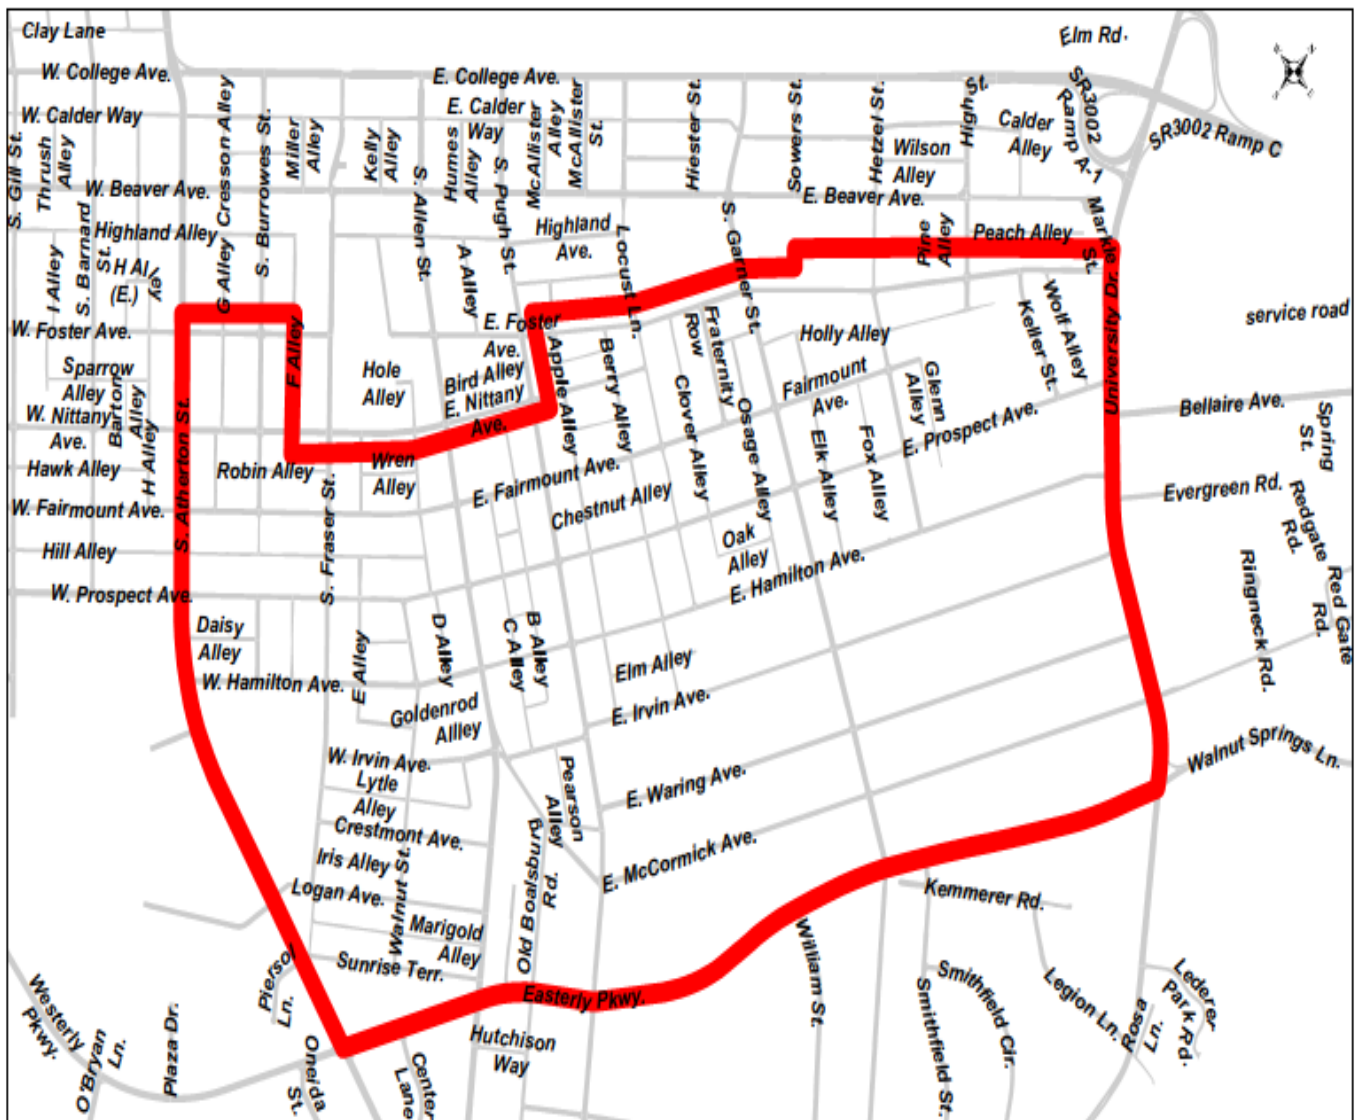 Clay Lane
Elm Rd.
W. College Ave.
E. College Ave.
SR3002
Ramp A-1
SR3002 Ramp C
W. Calder Way
E. Calder
Way
Calder
Alley
S. Gill St.
Thrush
Alley
Cresson Alley
S. Burrowes St.
Miller
Alley
Kelly
Alley
Humes
Alley
McAllister
Alley
McAllister
St.
Hiester St.
Sowers St.
Hetzel St.
High St.
Wilson
Alley
W. Beaver Ave.
E. Beaver Ave.
S. Allen St.
S. Pugh St.
Highland Alley
Highland
Ave.
Locust Ln.
S. Garner St.
Pine
Alley
Peach Alley
Markle
St.
I Alley
S. Barnard
St.
H Alley
(E.)
G Alley
A Alley
W. Foster Ave.
E. Foster
Ave.
F Alley
service road
Sparrow
Alley
Hole
Alley
Bird Alley
E. Nittany
Ave.
Apple Alley
Berry Alley
Row
Fraternity
Holly Alley
Keller St.
Wolf Alley
University Dr.
W. Nittany
Ave.
Barton
Alley
H Alley
S. Atherton St.
Clover Alley
Osage Alley
Fairmount
Ave.
Glenn
Alley
E. Prospect Ave.
Bellaire Ave.
Spring
St.
Hawk Alley
Robin Alley
Wren
Alley
E. Fairmount Ave.
Elk Alley
Fox Alley
W. Fairmount Ave.
S. Fraser St.
Chestnut Alley
Evergreen Rd.
Redgate
Rd.
Hill Alley
Oak
Alley
E. Hamilton Ave.
W. Prospect Ave.
Ringneck Rd.
Red Gate
Rd.
Daisy
Alley
E Alley
D Alley
C Alley
B Alley
Elm Alley
W. Hamilton Ave.
Goldenrod
Allley
E. Irvin Ave.
W. Irvin Ave.
Lytle
Alley
Pearson
Alley
E. Waring Ave.
Walnut Springs Ln.
Crestmont Ave.
Iris Alley
Walnut St.
Old Boalsburg
Rd.
E. McCormick Ave.
Logan Ave.
Marigold
Alley
Kemmerer Rd.
Sunrise Terr.
Piersol
Ln.
Easterly Pkwy.
William St.
Westerly
Pkwy.
O'Bryan
Ln.
Plaza Dr.
Oneida
St.
Center
Lane
Hutchison
Way
Smithfield St.
Smithfield Cir.
Legion Ln.
Rosa
Ln.
Lederer
Park Rd.